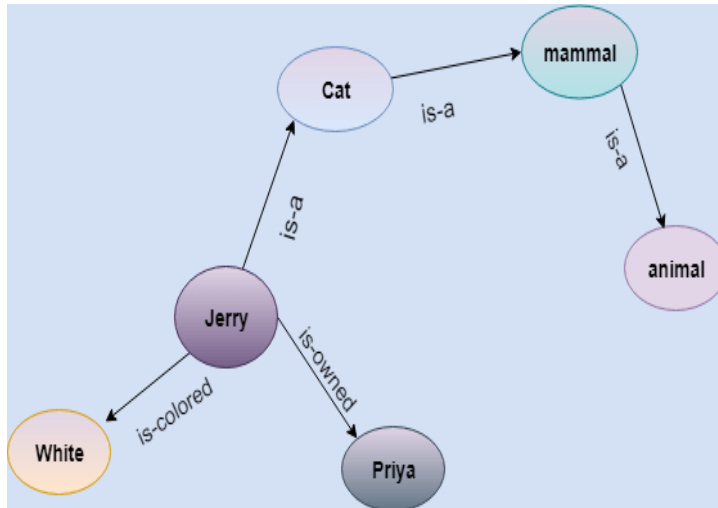 mammal
Cat
is-a
is-a
is-a
animal
Jerry
is-owned
is-colored
White
Priya